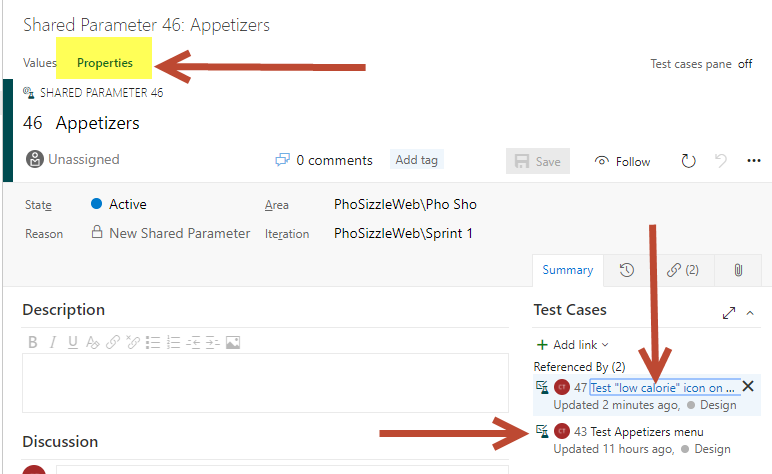 Shared Parameter 46: Appetizers
Values Properties Test cases pane off
SHARED PARAMETER 46
46 Appetizers
Unassigned 0 comments Add tag Save Follow ...
State Active Area PhoSizzleWeb\Pho Sho
Reason New Shared Parameter Iteration PhoSizzleWeb\Sprint 1
Summary (2)
Description Test Cases
B I U
+ Add link
Referenced By (2)
CT 47 Test "low calorie" icon on ...
Updated 2 minutes ago, Design
CT 43 Test Appetizers menu
Updated 11 hours ago, Design
Discussion